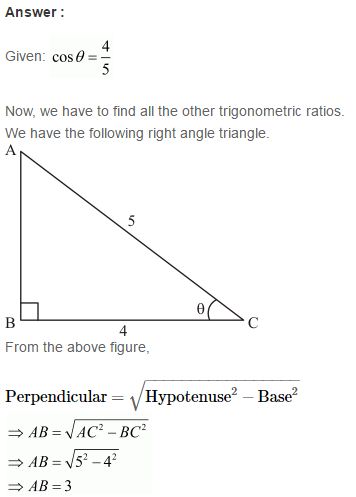 Answer :
Given: cos θ = 4/5
Now, we have to find all the other trigonometric ratios.
We have the following right angle triangle.
A
5
θ
B
C
4
From the above figure,
Perpendicular = √(Hypotenuse² − Base²)
⇒ AB = √(AC² − BC²)
⇒ AB = √(5² − 4²)
⇒ AB = 3